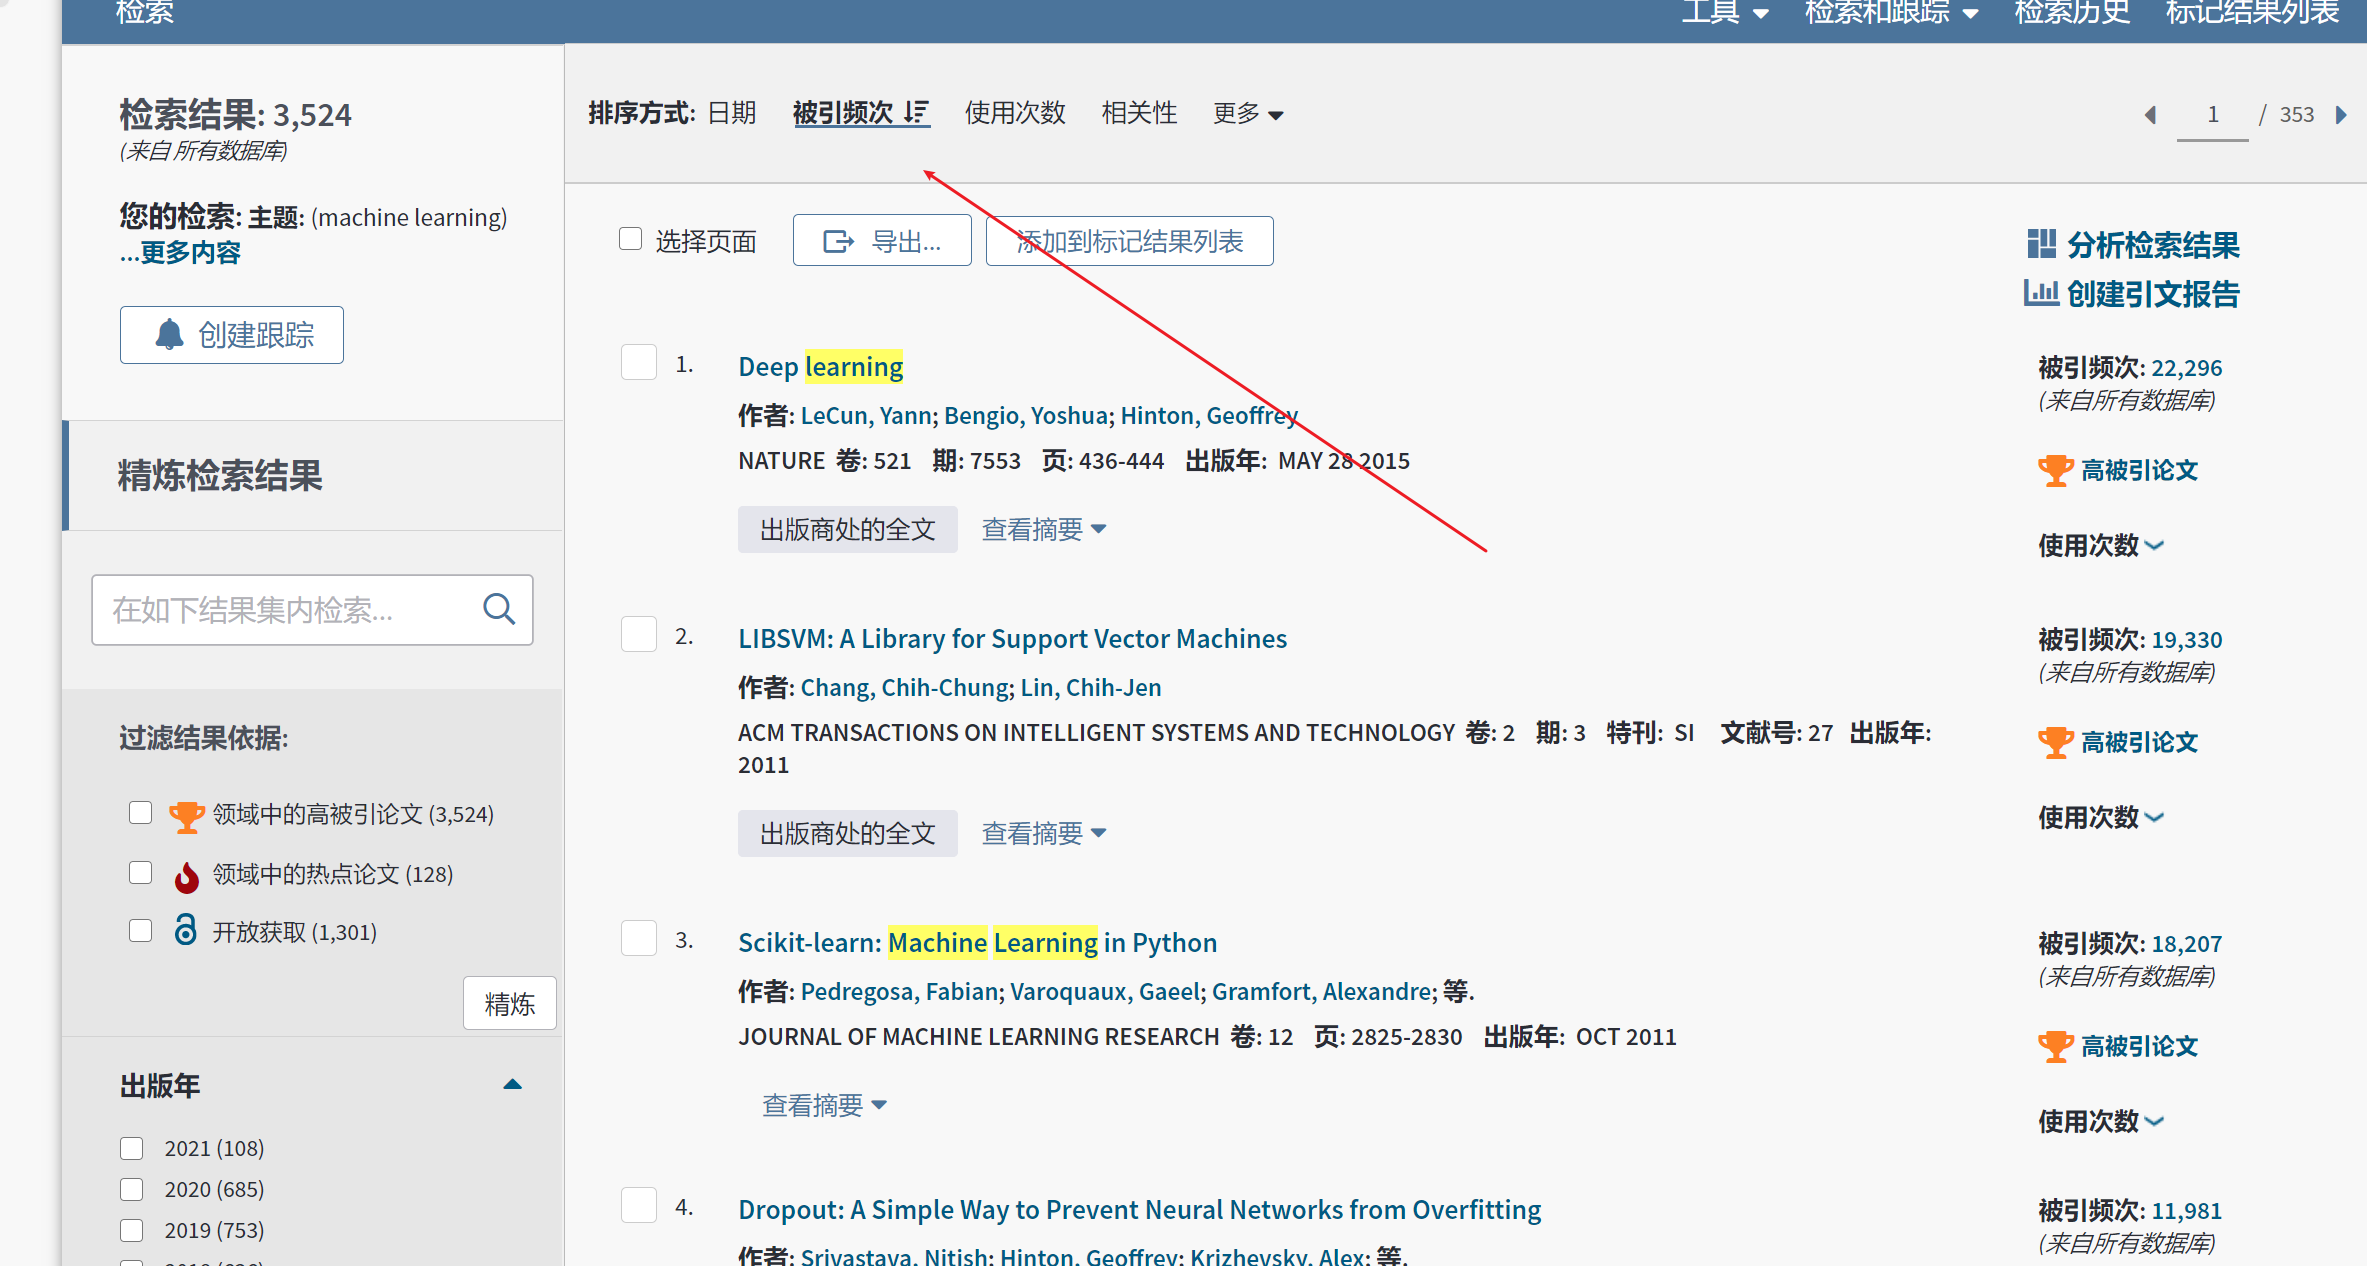 检索
工具 检索和跟踪 检索历史 标记结果列表
检索结果: 3,524
(来自 所有数据库)
您的检索: 主题: (machine learning)
...更多内容
创建跟踪
精炼检索结果
在如下结果集内检索...
过滤结果依据:
领域中的高被引论文 (3,524)
领域中的热点论文 (128)
开放获取 (1,301)
精炼
出版年
2021 (108)
2020 (685)
2019 (753)
排序方式: 日期 被引频次 使用次数 相关性 更多
1 / 353
选择页面 导出... 添加到标记结果列表
分析检索结果
创建引文报告
1. Deep learning
作者: LeCun, Yann; Bengio, Yoshua; Hinton, Geoffrey
NATURE 卷: 521 期: 7553 页: 436-444 出版年: MAY 28 2015
出版商处的全文 查看摘要
被引频次: 22,296
(来自所有数据库)
高被引论文
使用次数
2. LIBSVM: A Library for Support Vector Machines
作者: Chang, Chih-Chung; Lin, Chih-Jen
ACM TRANSACTIONS ON INTELLIGENT SYSTEMS AND TECHNOLOGY 卷: 2 期: 3 特刊: SI 文献号: 27 出版年:
2011
出版商处的全文 查看摘要
被引频次: 19,330
(来自所有数据库)
高被引论文
使用次数
3. Scikit-learn: Machine Learning in Python
作者: Pedregosa, Fabian; Varoquaux, Gaeel; Gramfort, Alexandre; 等.
JOURNAL OF MACHINE LEARNING RESEARCH 卷: 12 页: 2825-2830 出版年: OCT 2011
查看摘要
被引频次: 18,207
(来自所有数据库)
高被引论文
使用次数
4. Dropout: A Simple Way to Prevent Neural Networks from Overfitting
作者: Srivastava, Nitish; Hinton, Geoffrey; Krizhevsky, Alex; 等.
被引频次: 11,981
(来自所有数据库)